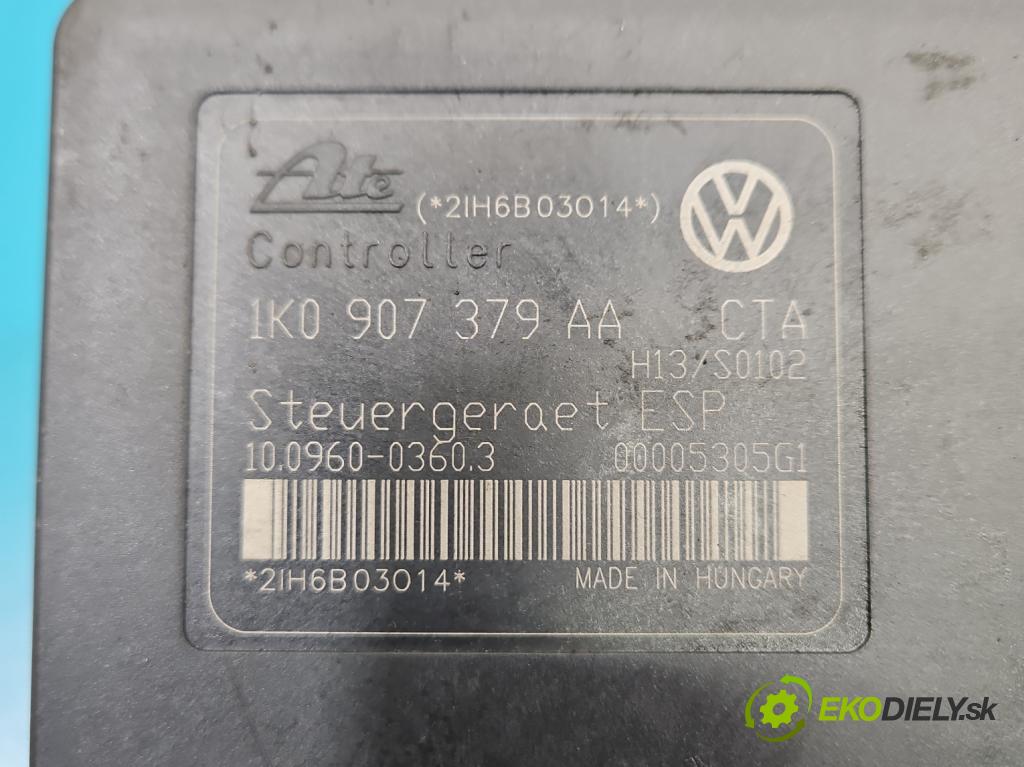 Ate
(*2IH6B03014*)
VW
Controller
1K0 907 379 AA CTA
H13/S0102
Steuergeraet ESP
10.0960-0360.3 00005305G1
*2IH6B03014*
MADE IN HUNGARY
EKODIELY.sk